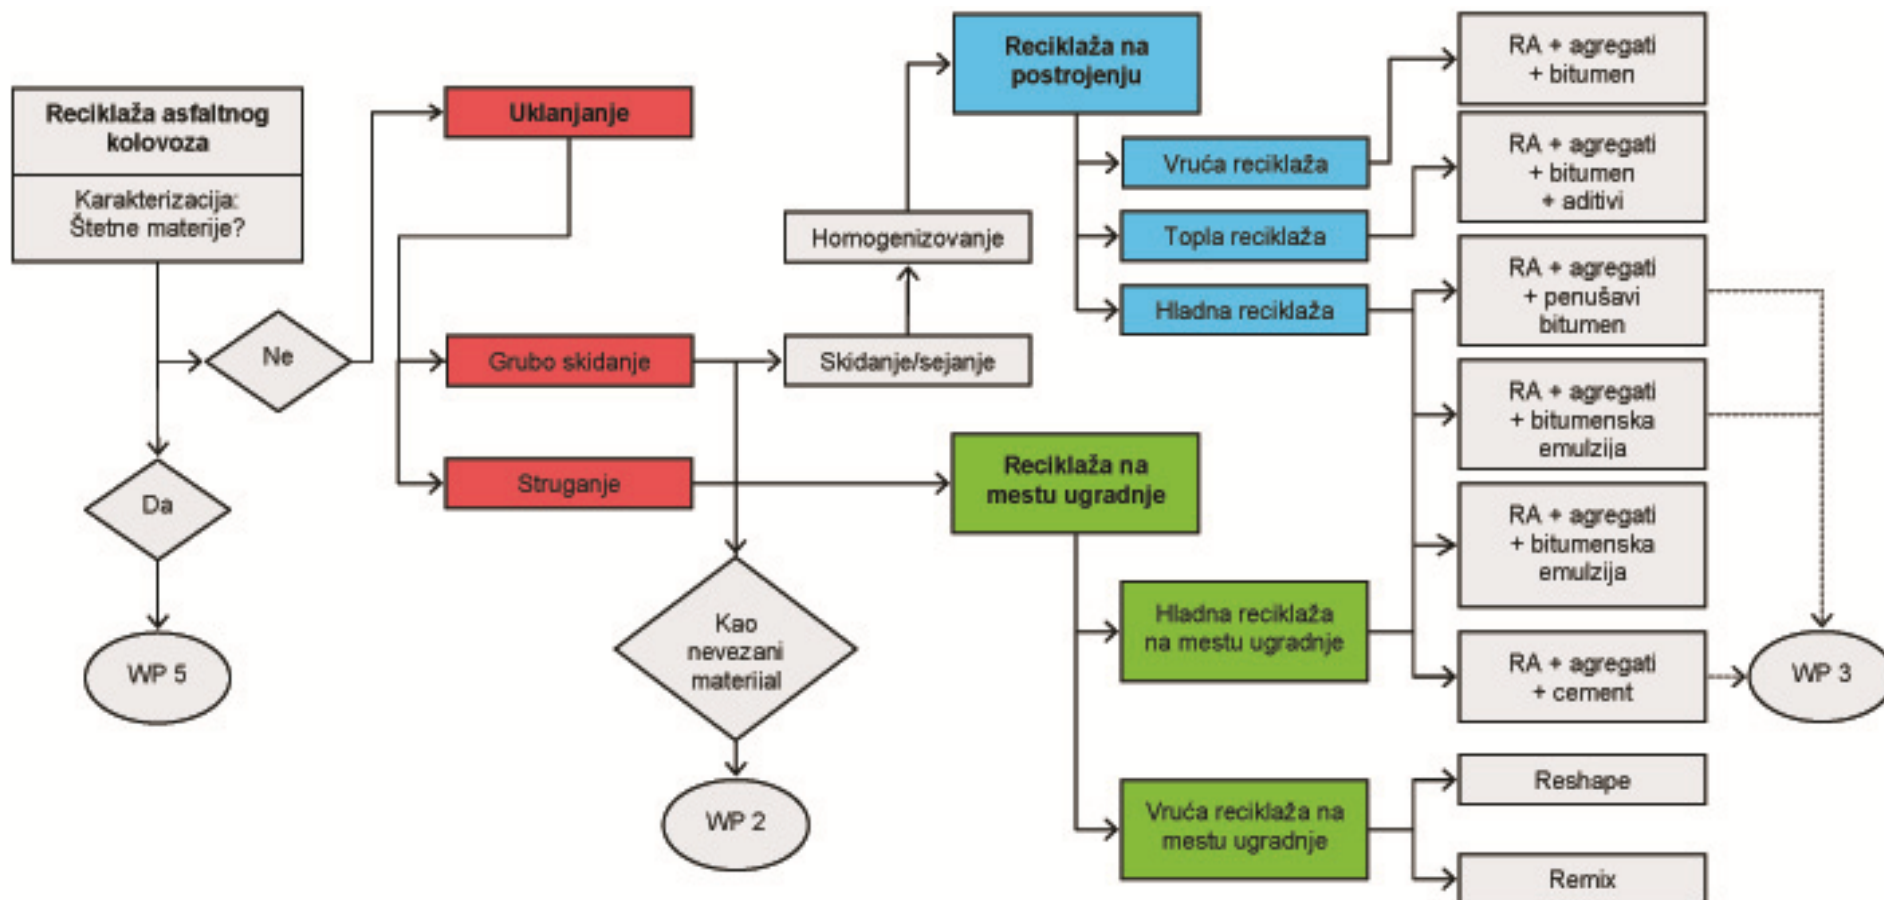 Reciklaža asfaltnog
kolovoza
Karakterizacija:
Štetne materije?
Ne
Da
WP 5
Uklanjanje
Grubo skidanje
Struganje
Kao
nevezani
materijal
WP 2
Homogenizovanje
Skidanje/sejanje
Reciklaža na
postrojenju
Vruća reciklaža
Topla reciklaža
Hladna reciklaža
Reciklaža na
mestu ugradnje
Hladna reciklaža
na mestu ugradnje
Vruća reciklaža na
mestu ugradnje
RA + agregati
+ bitumen
RA + agregati
+ bitumen
+ aditivi
RA + agregati
+ penušavi
bitumen
RA + agregati
+ bitumenska
emulzija
RA + agregati
+ bitumenska
emulzija
RA + agregati
+ cement
Reshape
Remix
WP 3